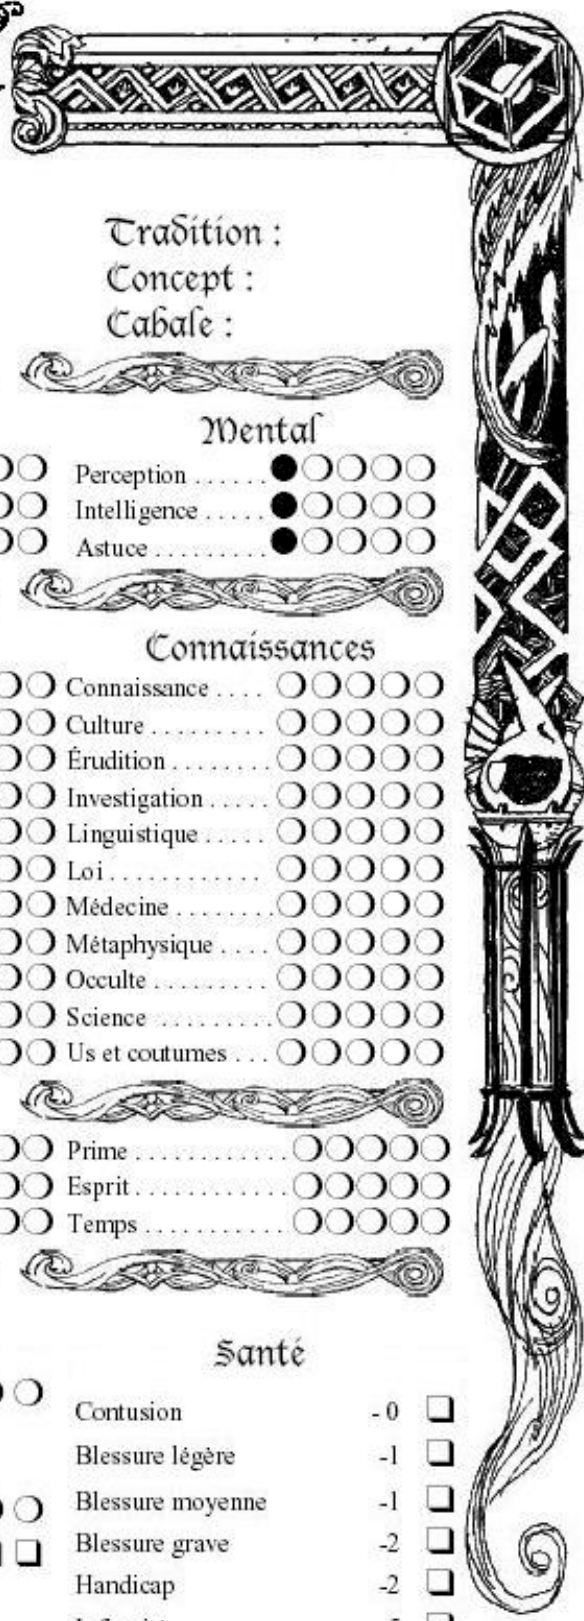 Tradition :
Concept :
Cabale :
Mental
Perception . . . . . .
Intelligence . . . . .
Astuce . . . . . . . . .
Connaissances
Connaissance . . . .
Culture . . . . . . . . .
Érudition . . . . . . . .
Investigation . . . . .
Linguistique . . . . .
Loi . . . . . . . . . . . .
Médecine . . . . . . . .
Métaphysique . . . .
Occulte . . . . . . . . .
Science . . . . . . . . .
Us et coutumes . . .
Prime . . . . . . . . . . . .
Esprit . . . . . . . . . . . .
Temps . . . . . . . . . . .
Santé
Contusion - 0
Blessure légère -1
Blessure moyenne -1
Blessure grave -2
Handicap -2